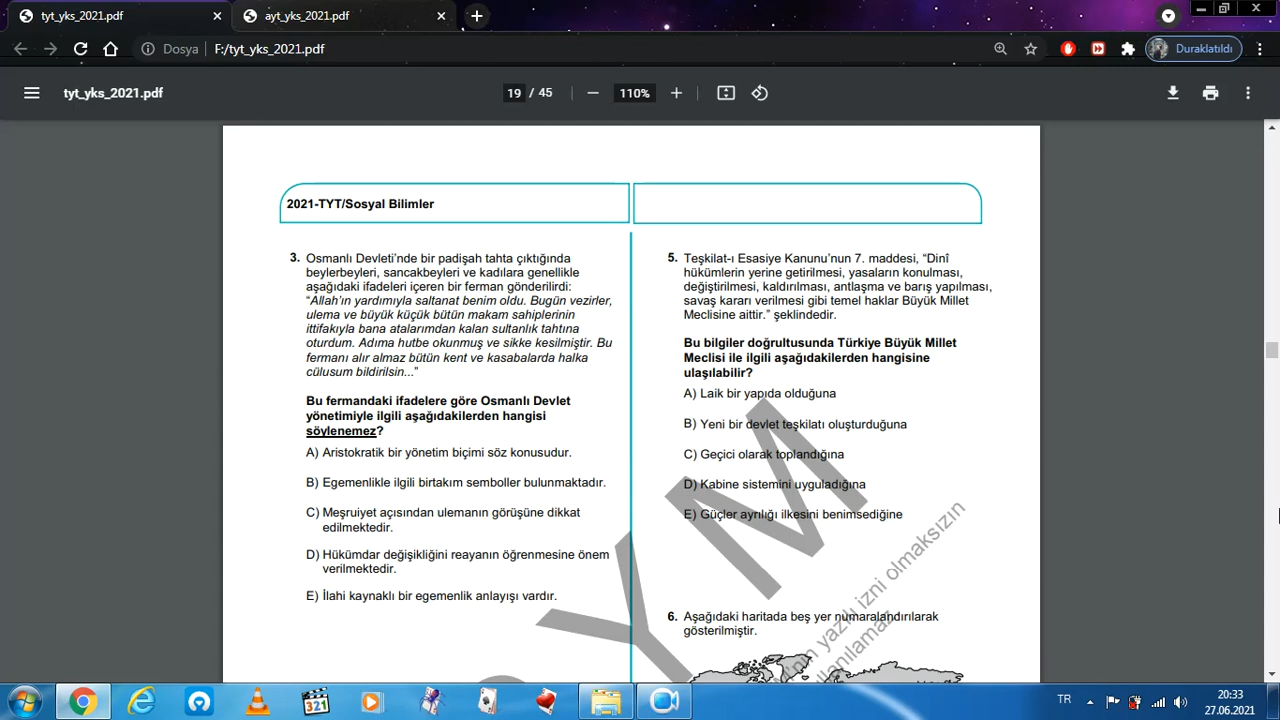 tyt_yks_2021.pdf
ayt_yks_2021.pdf
Dosya
F:/tyt_yks_2021.pdf
Duraklatıldı
tyt_yks_2021.pdf
19 / 45
110%
2021-TYT/Sosyal Bilimler
3. Osmanlı Devleti’nde bir padişah tahta çıktığında
beylerbeyleri, sancakbeyleri ve kadılara genellikle
aşağıdaki ifadeleri içeren bir ferman gönderilirdi:
“Allah’ın yardımıyla saltanat benim oldu. Bugün vezirler,
ulema ve büyük küçük bütün makam sahiplerinin
ittifakıyla bana atalarımdan kalan sultanlık tahtına
oturdum. Adıma hutbe okunmuş ve sikke kesilmiştir. Bu
fermanı alır almaz bütün kent ve kasabalarda halka
cülusum bildirilsin...”
Bu fermandaki ifadelere göre Osmanlı Devlet
yönetimiyle ilgili aşağıdakilerden hangisi
söylenemez?
A) Aristokratik bir yönetim biçimi söz konusudur.
B) Egemenlikle ilgili birtakım semboller bulunmaktadır.
C) Meşruiyet açısından ulemanın görüşüne dikkat
edilmektedir.
D) Hükümdar değişikliğini reayanın öğrenmesine önem
verilmektedir.
E) İlahi kaynaklı bir egemenlik anlayışı vardır.
5. Teşkilat-ı Esasiye Kanunu’nun 7. maddesi, “Dinî
hükümlerin yerine getirilmesi, yasaların konulması,
değiştirilmesi, kaldırılması, antlaşma ve barış yapılması,
savaş kararı verilmesi gibi temel haklar Büyük Millet
Meclisine aittir.” şeklindedir.
Bu bilgiler doğrultusunda Türkiye Büyük Millet
Meclisi ile ilgili aşağıdakilerden hangisine
ulaşılabilir?
A) Laik bir yapıda olduğuna
B) Yeni bir devlet teşkilatı oluşturduğuna
C) Geçici olarak toplandığına
D) Kabine sistemini uyguladığına
E) Güçler ayrılığı ilkesini benimsediğine
6. Aşağıdaki haritada beş yer numaralandırılarak
gösterilmiştir.
YM
yazılı izni olmaksızın
321
TR
20:33
27.06.2021